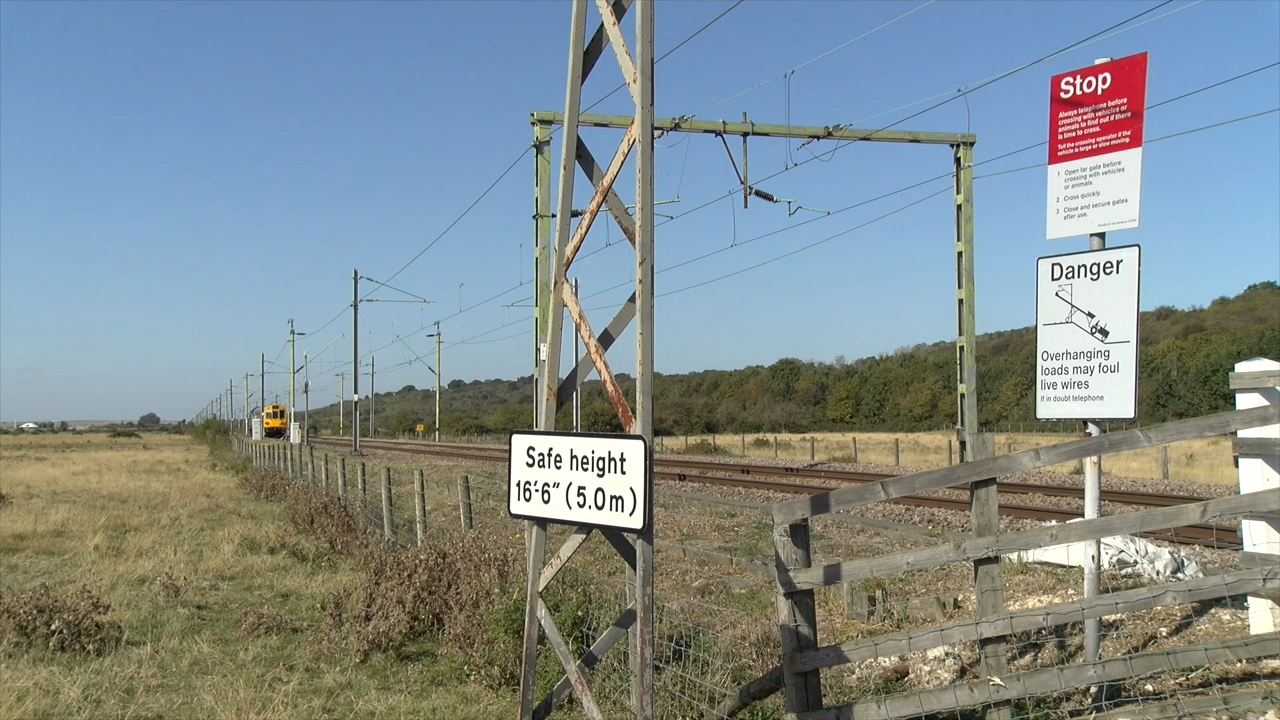 Stop
Always telephone before
crossing with vehicles or
animals to find out if there
is time to cross.
Tell the crossing operator if the
vehicle is large or slow moving.
1 Open far gate before
crossing with vehicles
or animals.
2 Cross quickly.
3 Close and secure gates
after use.
Danger
Overhanging
loads may foul
live wires
If in doubt telephone
Safe height
16'-6" (5.0m)